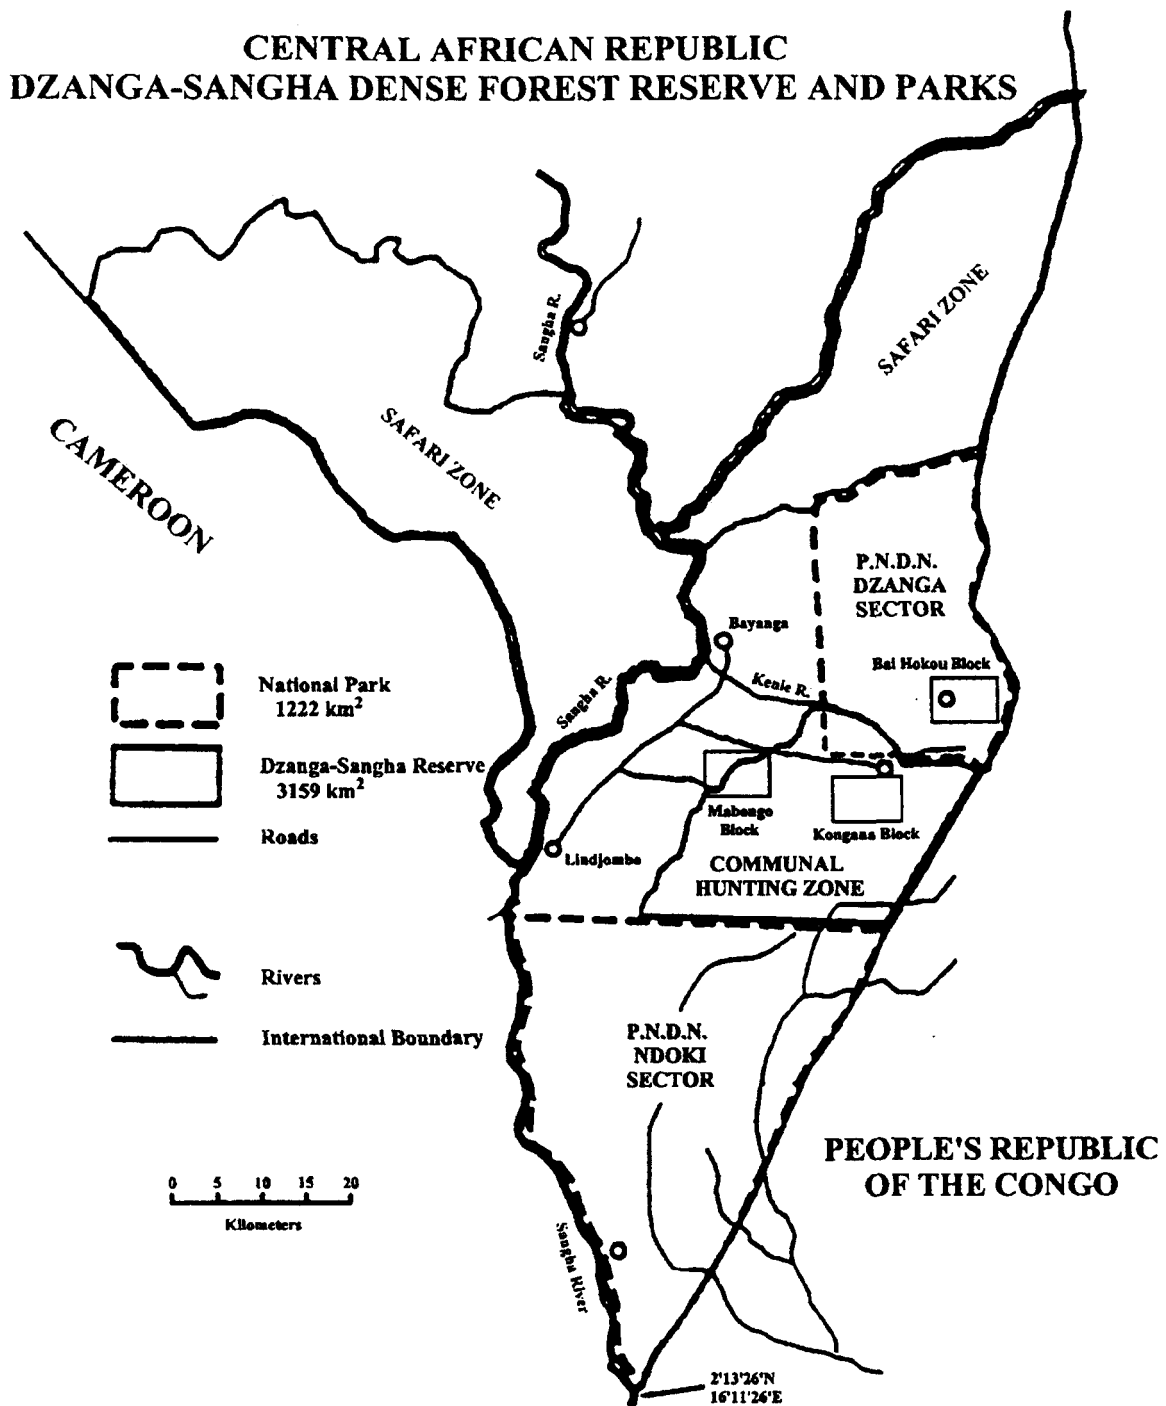 CENTRAL AFRICAN REPUBLIC
DZANGA-SANGHA DENSE FOREST RESERVE AND PARKS
SAFARI ZONE
Sangha R.
SAFARI ZONE
CAMEROON
P.N.D.N.
DZANGA
SECTOR
Bayanga
Bai Hokou Block
Kenie R.
Sangha R.
National Park
1222 km²
Dzanga-Sangha Reserve
3159 km²
Roads
Mabongo
Block
Kongana Block
Lindjombo
COMMUNAL
HUNTING ZONE
Rivers
International Boundary
P.N.D.N.
NDOKI
SECTOR
PEOPLE'S REPUBLIC
OF THE CONGO
0 5 10 15 20
Kilometers
Sangha River
2°13'26"N
16°11'26"E